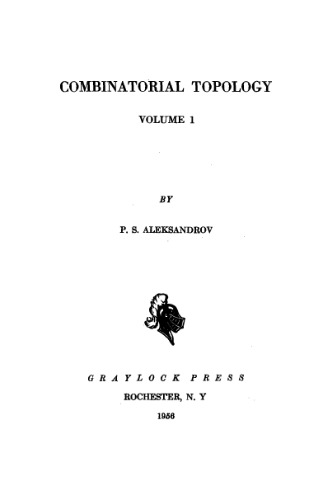 COMBINATORIAL TOPOLOGY
VOLUME 1
BY
P. S. ALEKSANDROV
GRAYLOCK PRESS
ROCHESTER, N. Y
1956